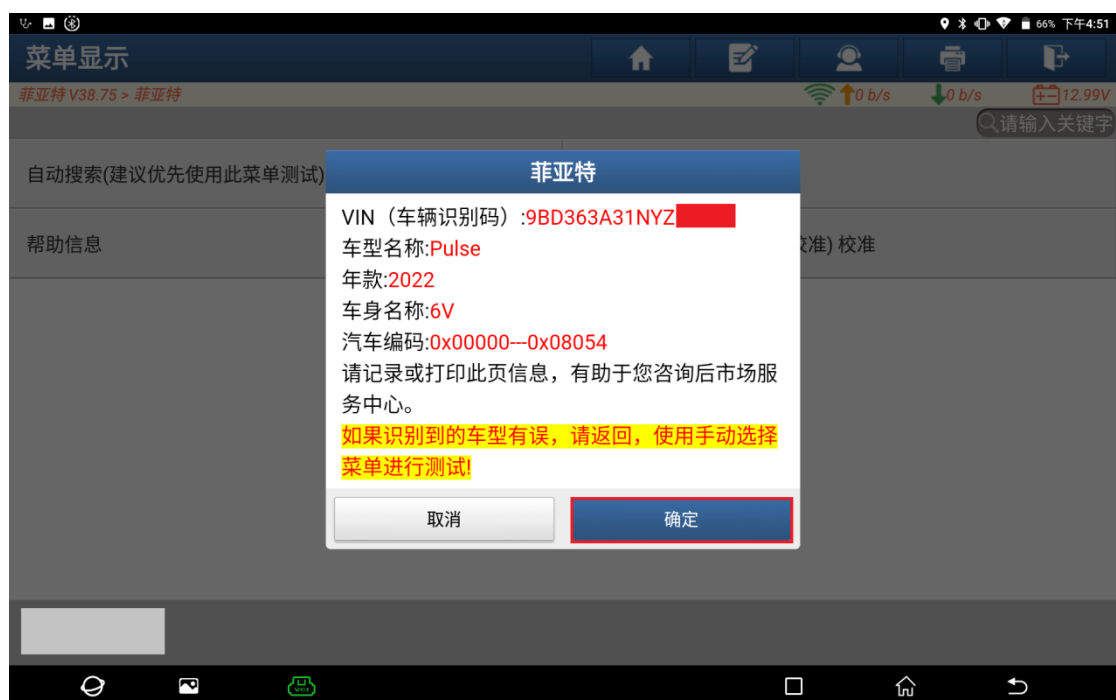 66% 下午4:51
菜单显示
菲亚特 V38.75 > 菲亚特
0 b/s
0 b/s
12.99V
请输入关键字
自动搜索(建议优先使用此菜单测试)
帮助信息
校准) 校准
菲亚特
VIN（车辆识别码）:9BD363A31NYZ
车型名称:Pulse
年款:2022
车身名称:6V
汽车编码:0x00000---0x08054
请记录或打印此页信息，有助于您咨询后市场服
务中心。
如果识别到的车型有误，请返回，使用手动选择
菜单进行测试!
取消
确定
VCI